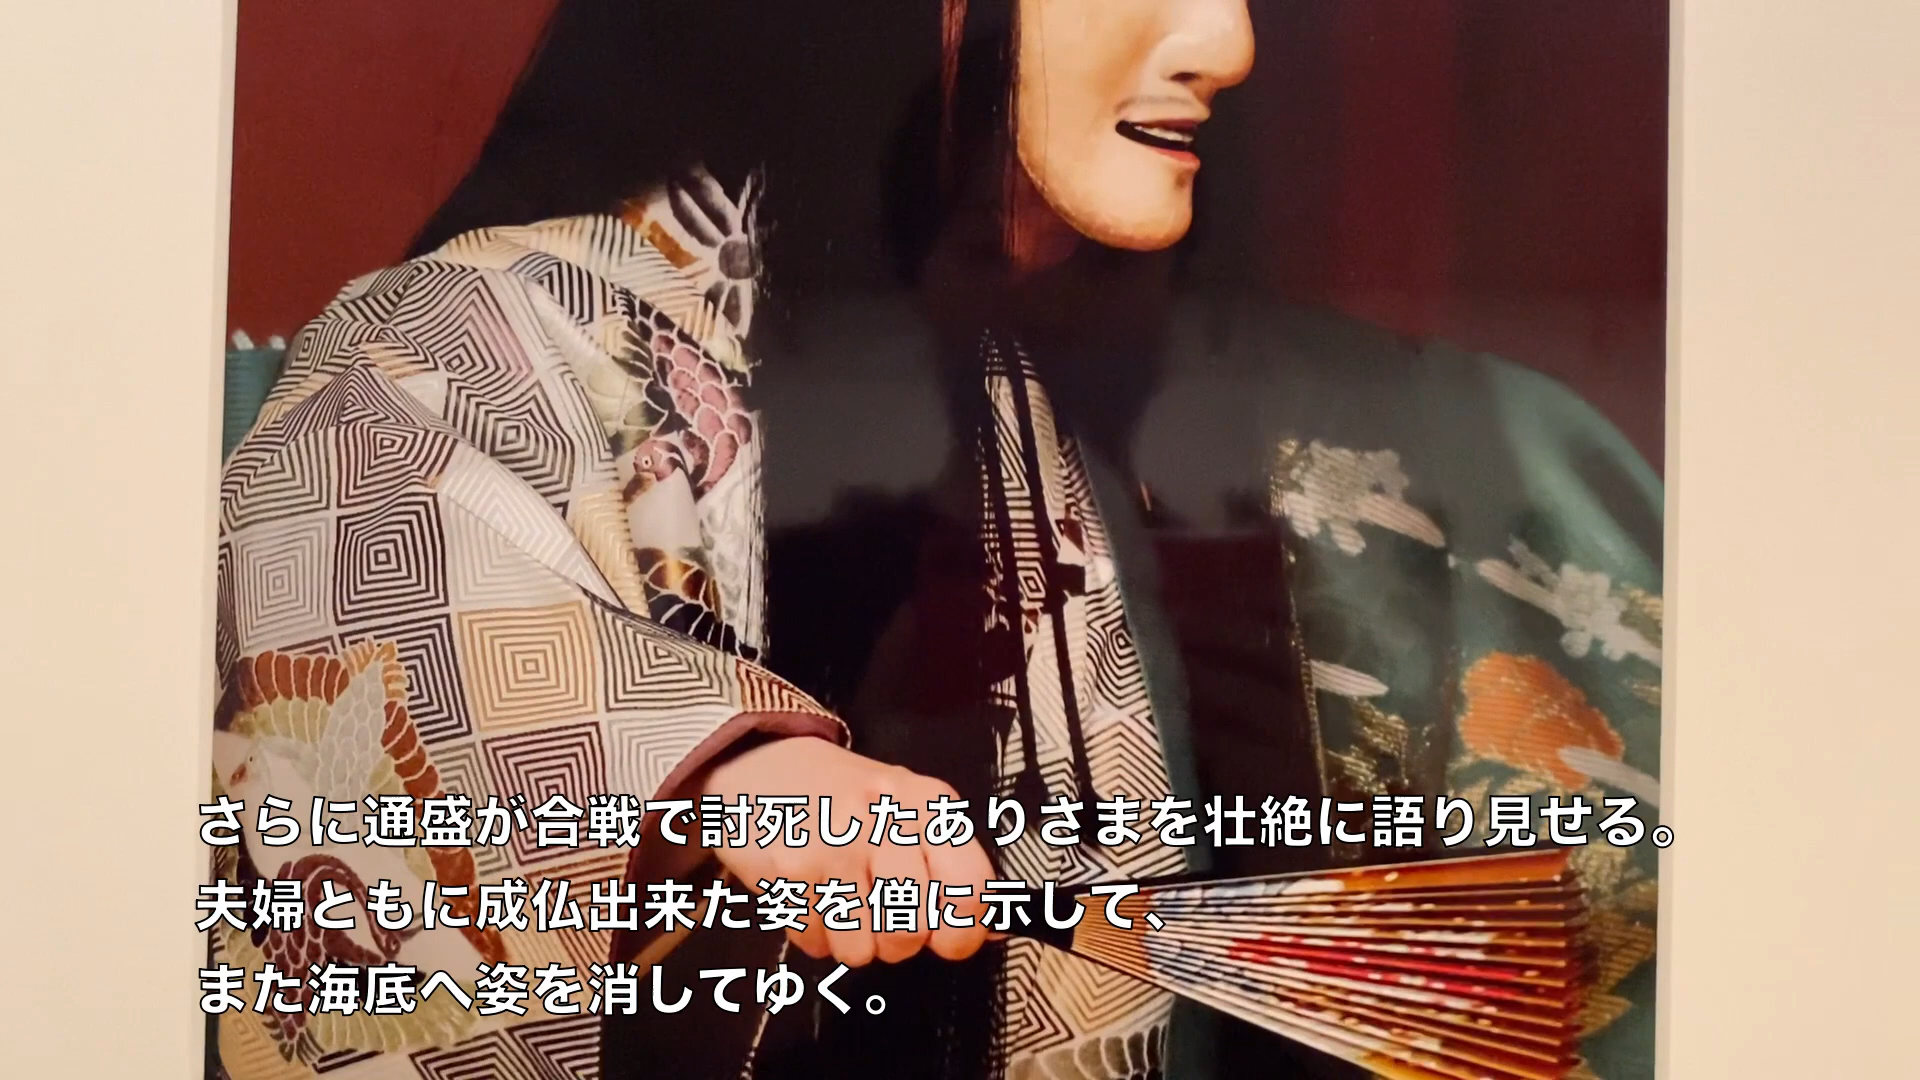 さらに通盛が合戦で討死したありさまを壮絶に語り見せる。
夫婦ともに成仏出来た姿を僧に示して、
また海底へ姿を消してゆく。